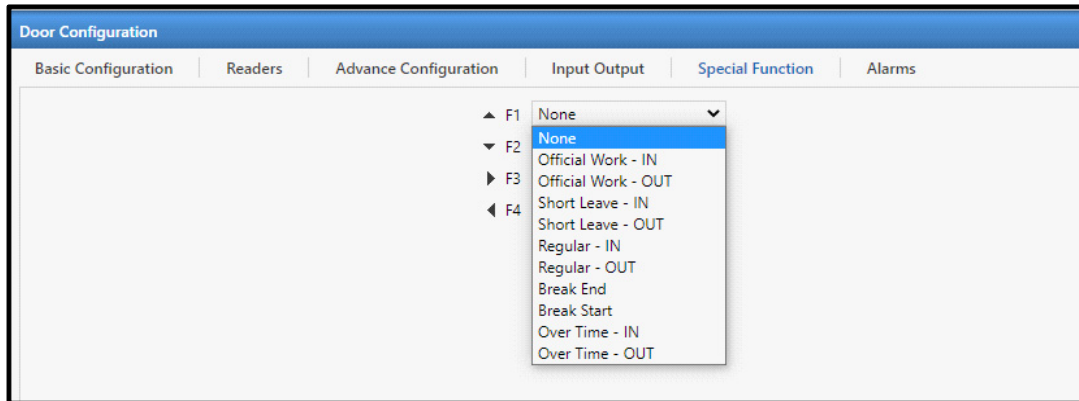 Door Configuration
Basic Configuration Readers Advance Configuration Input Output Special Function Alarms
F1 None
F2 None
F3 Official Work - IN
F4 Official Work - OUT
Short Leave - IN
Short Leave - OUT
Regular - IN
Regular - OUT
Break End
Break Start
Over Time - IN
Over Time - OUT